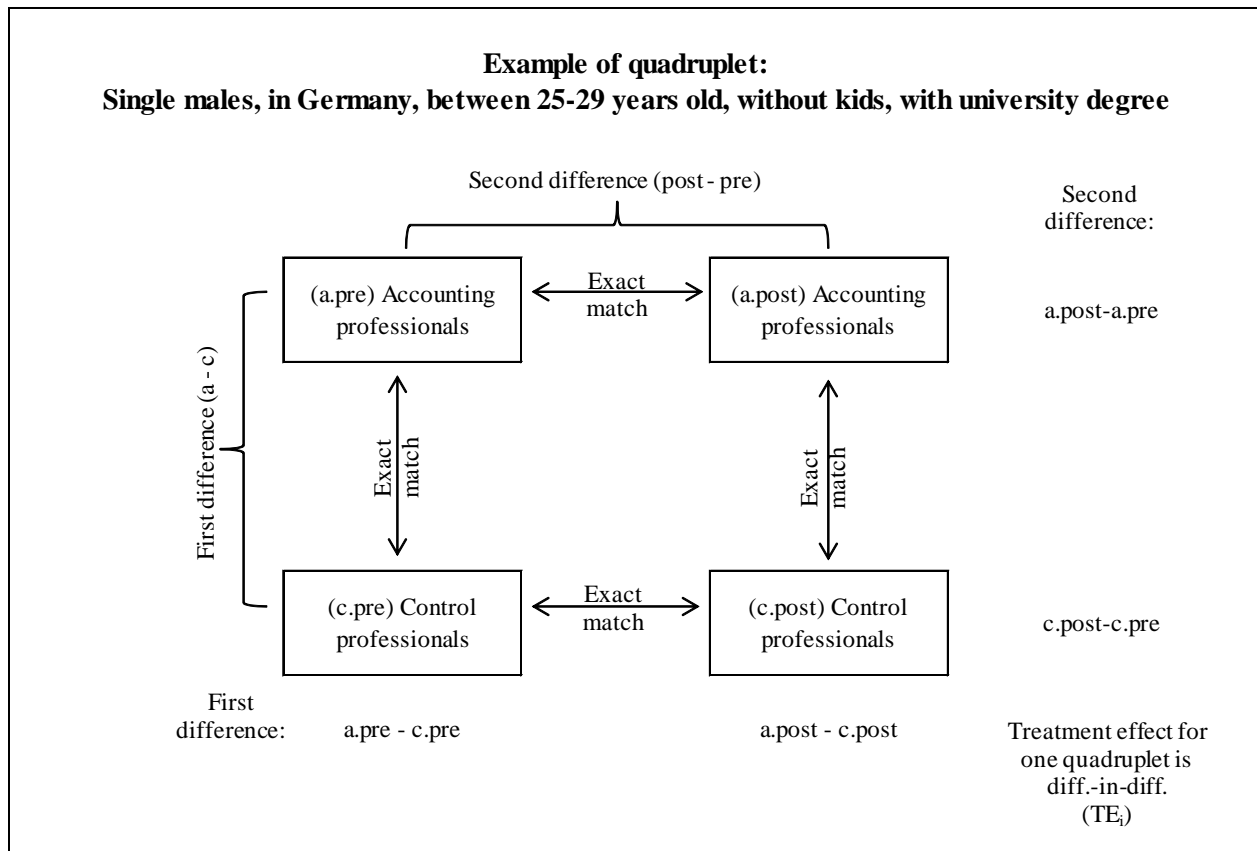 Example of quadruplet:
Single males, in Germany, between 25-29 years old, without kids, with university degree
Second difference (post - pre)
Second
difference:
(a.pre) Accounting
professionals
Exact
match
(a.post) Accounting
professionals
a.post-a.pre
First difference (a - c)
Exact
match
Exact
match
(c.pre) Control
professionals
Exact
match
(c.post) Control
professionals
c.post-c.pre
First
difference:
a.pre - c.pre
a.post - c.post
Treatment effect for
one quadruplet is
diff.-in-diff.
(TEi)